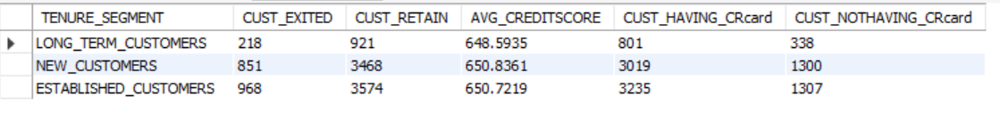 TENURE_SEGMENT CUST_EXITED CUST_RETAIN AVG_CREDITSCORE CUST_HAVING_CRcard CUST_NOTHAVING_CRcard
LONG_TERM_CUSTOMERS 218 921 648.5935 801 338
NEW_CUSTOMERS 851 3468 650.8361 3019 1300
ESTABLISHED_CUSTOMERS 968 3574 650.7219 3235 1307